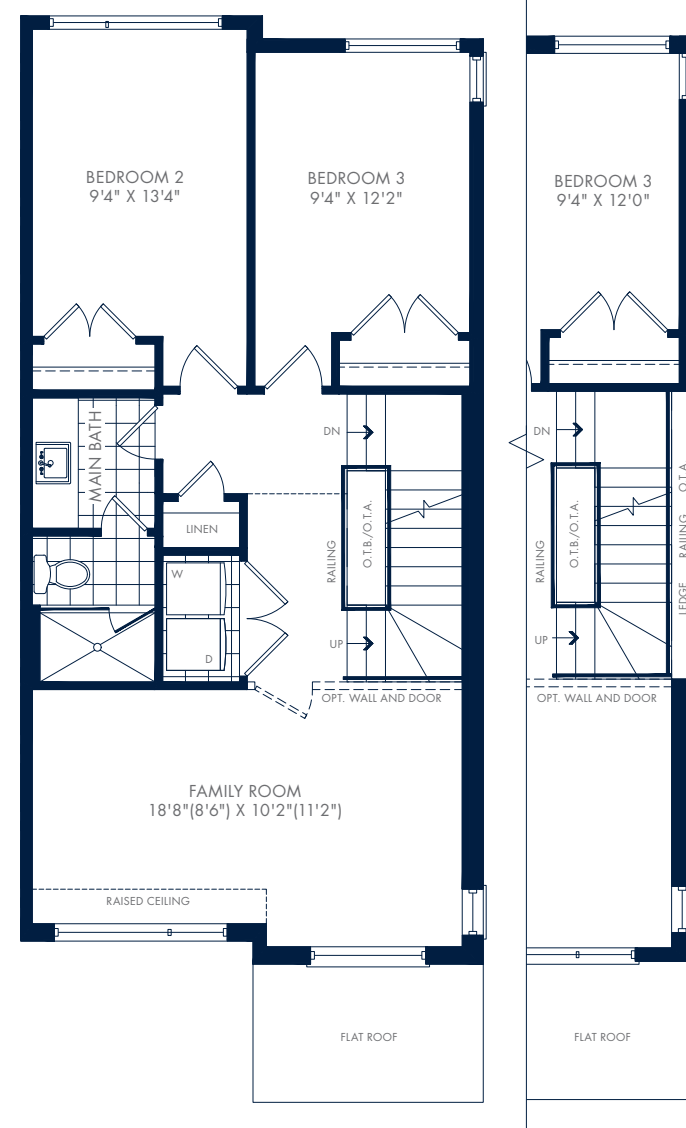 BEDROOM 2
9'4" X 13'4"
BEDROOM 3
9'4" X 12'2"
MAIN BATH
LINEN
W
D
DN
RAILING
O.T.B./O.T.A.
UP
OPT. WALL AND DOOR
FAMILY ROOM
18'8"(8'6") X 10'2"(11'2")
RAISED CEILING
FLAT ROOF
BEDROOM 3
9'4" X 12'0"
DN
RAILING
O.T.B./O.T.A.
UP
LEDGE RAILING O.T.A.
OPT. WALL AND DOOR
FLAT ROOF